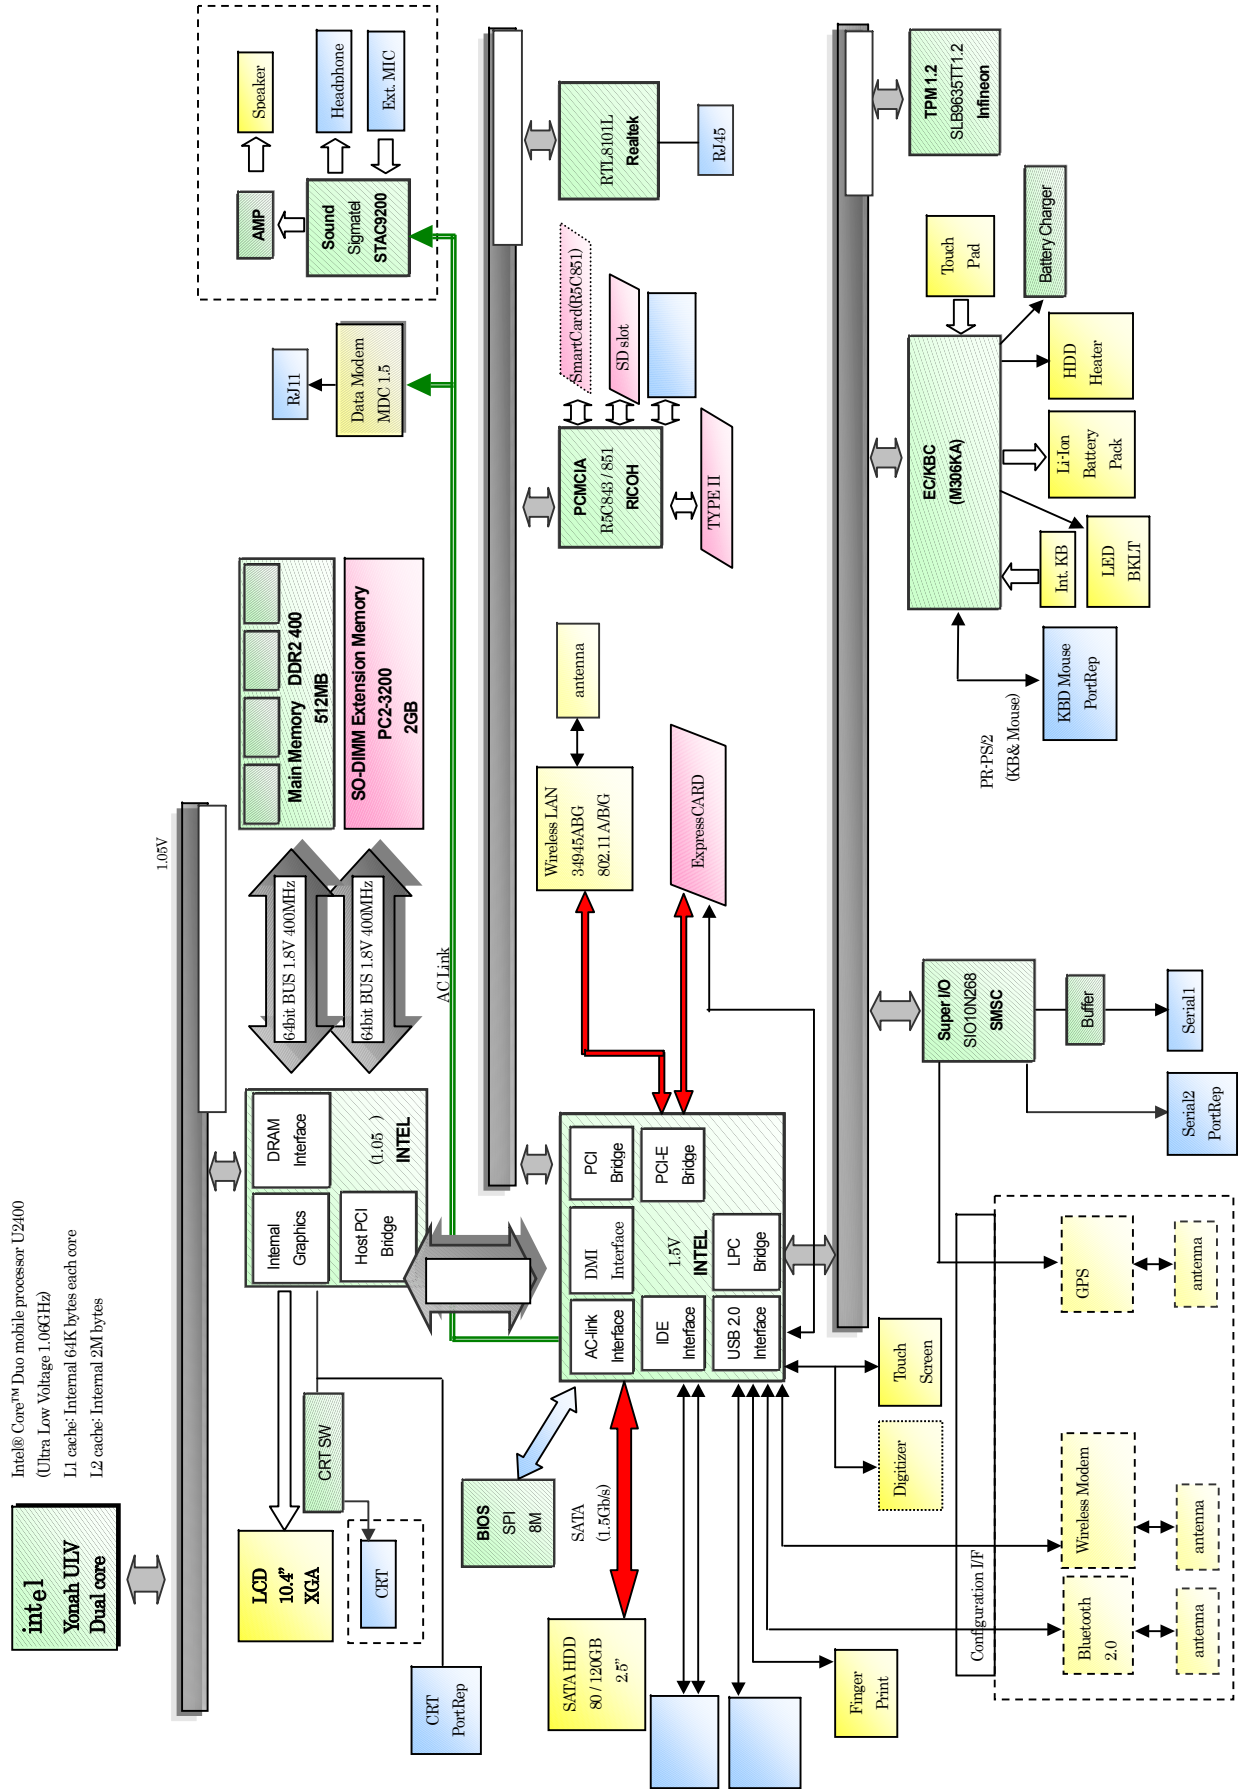 Intel® Core™ Duo mobile processor U2400
(Ultra Low Voltage 1.06GHz)
L1 cache: Internal 64K bytes each core
L2 cache: Internal 2M bytes
intel
Yonah ULV
Dual core
1.05V
LCD
10.4"
XGA
CRT SW
CRT
CRT
PortRep
Internal
Graphics
DRAM
Interface
Host PCI
Bridge
(1.05   )
INTEL
64bit BUS 1.8V 400MHz
64bit BUS 1.8V 400MHz
Main Memory DDR2 400
512MB
SO-DIMM Extension Memory
PC2-3200
2GB
AC Link
RJ11
Data Modem
MDC 1.5
Speaker
Headphone
Ext. MIC
AMP
Sound
Sigmatel
STAC9200
BIOS
SPI
8M
SATA
(1.5Gb/s)
SATA HDD
80 / 120GB
2.5"
AC-link
Interface
DMI
Interface
PCI
Bridge
IDE
Interface
1.5V
INTEL
PCI-E
Bridge
USB 2.0
Interface
LPC
Bridge
Wireless LAN
34945ABG
802.11 A/B/G
antenna
ExpressCARD
PCMCIA
R5C843 / 851
RICOH
SmartCard(R5C851)
SD slot
TYPE II
RTL8101L
Realtek
RJ45
Finger
Print
Digitizer
Touch
Screen
Configuration I/F
Bluetooth
2.0
antenna
Wireless Modem
antenna
GPS
antenna
Super I/O
SIO10N268
SMSC
Buffer
Serial1
Serial2
PortRep
PR-PS/2
(KB& Mouse)
KBD Mouse
PortRep
EC/KBC
(M306KA)
Int. KB
LED
BKLT
Li-Ion
Battery
Pack
HDD
Heater
Battery Charger
Touch
Pad
TPM 1.2
SLB9635TT1.2
Infineon